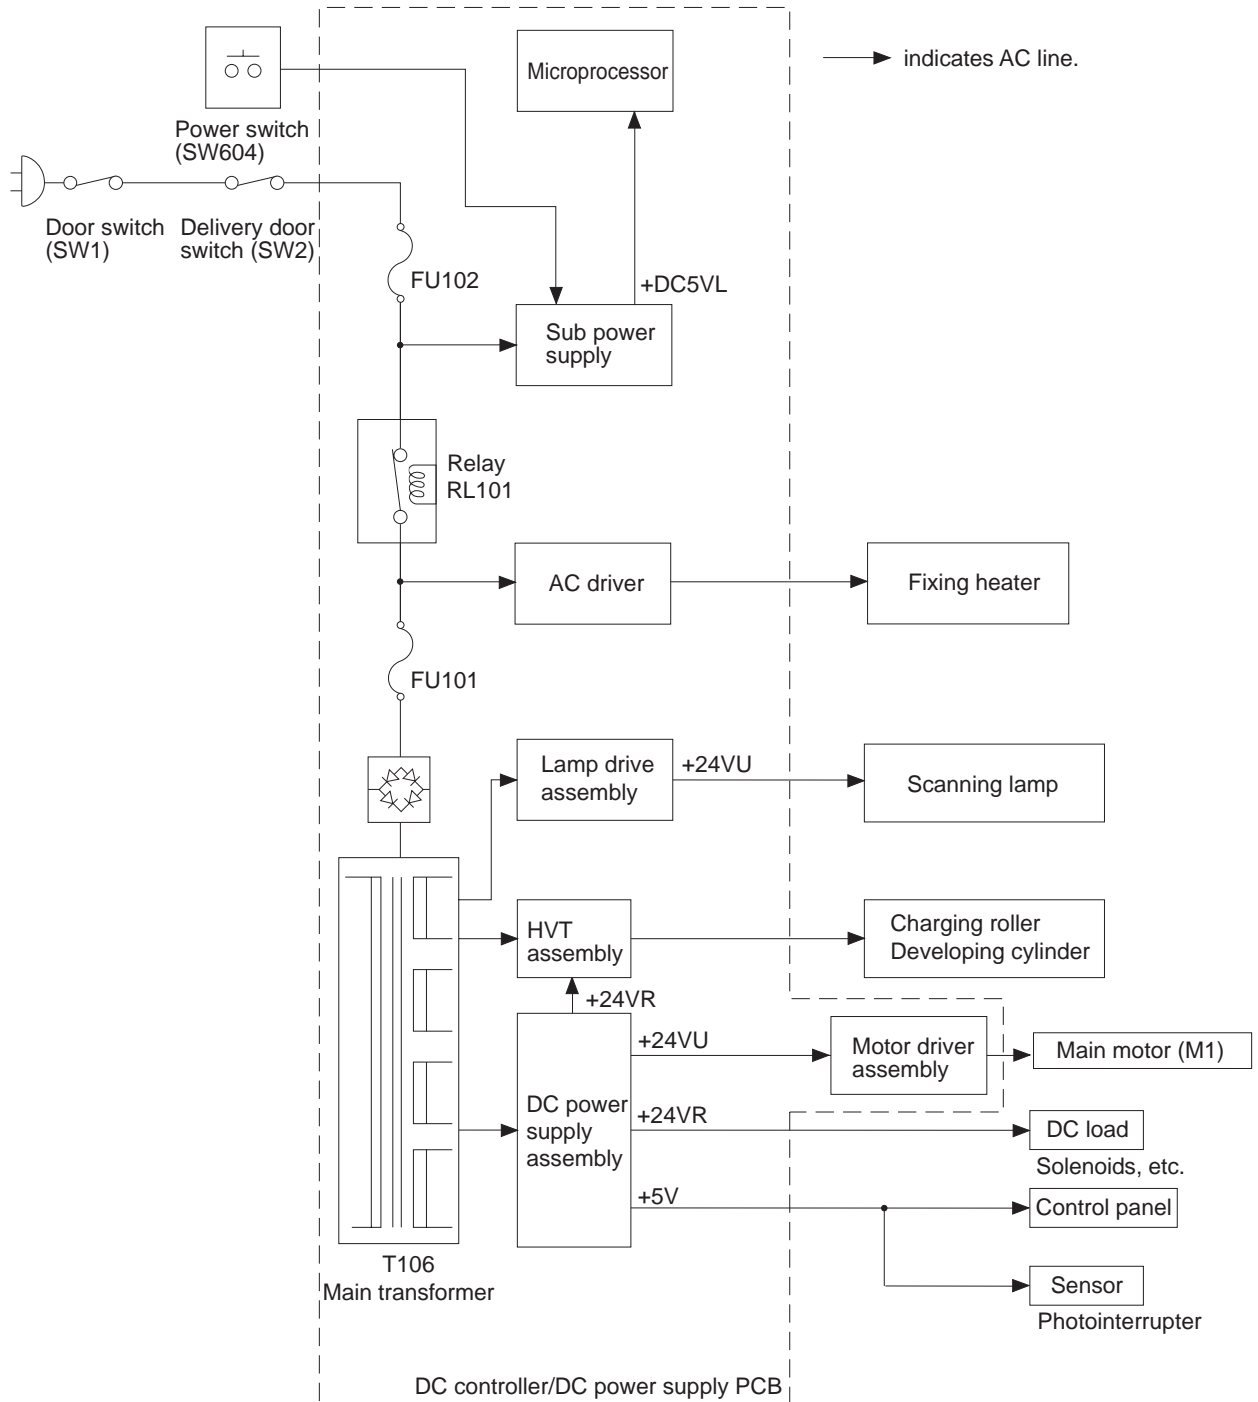 Microprocessor
indicates AC line.
Power switch
(SW604)
Door switch
(SW1)
Delivery door
switch (SW2)
FU102
+DC5VL
Sub power
supply
Relay
RL101
AC driver
Fixing heater
FU101
Lamp drive
assembly
+24VU
Scanning lamp
HVT
assembly
Charging roller
Developing cylinder
+24VR
+24VU
Motor driver
assembly
Main motor (M1)
DC power
supply
assembly
+24VR
DC load
Solenoids, etc.
+5V
Control panel
T106
Main transformer
Sensor
Photointerrupter
DC controller/DC power supply PCB